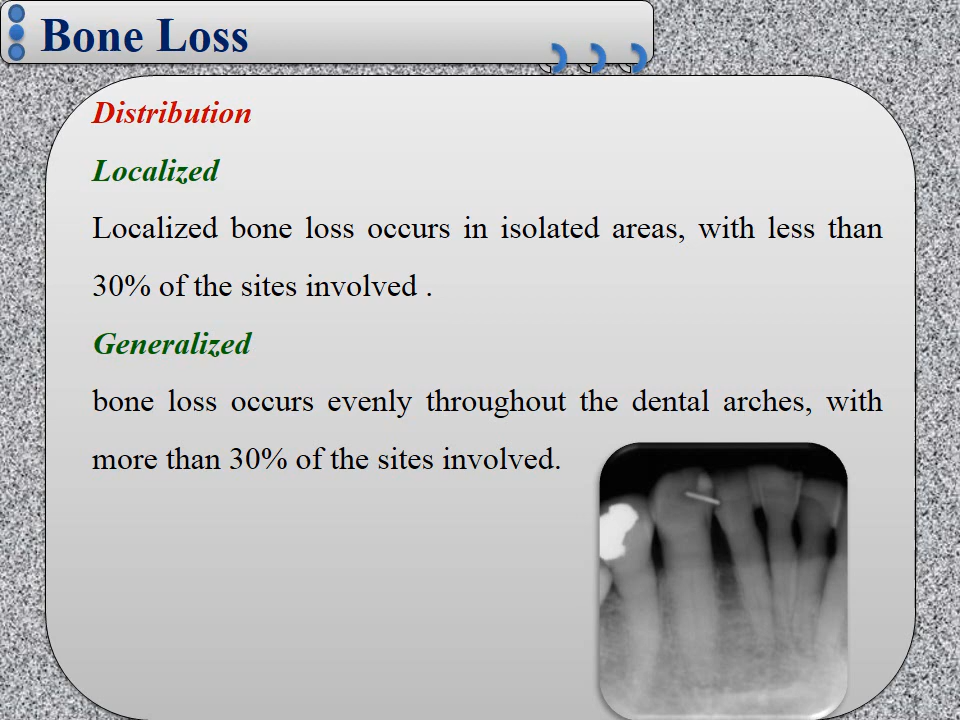 Bone Loss
Distribution
Localized
Localized bone loss occurs in isolated areas, with less than
30% of the sites involved .
Generalized
bone loss occurs evenly throughout the dental arches, with
more than 30% of the sites involved.